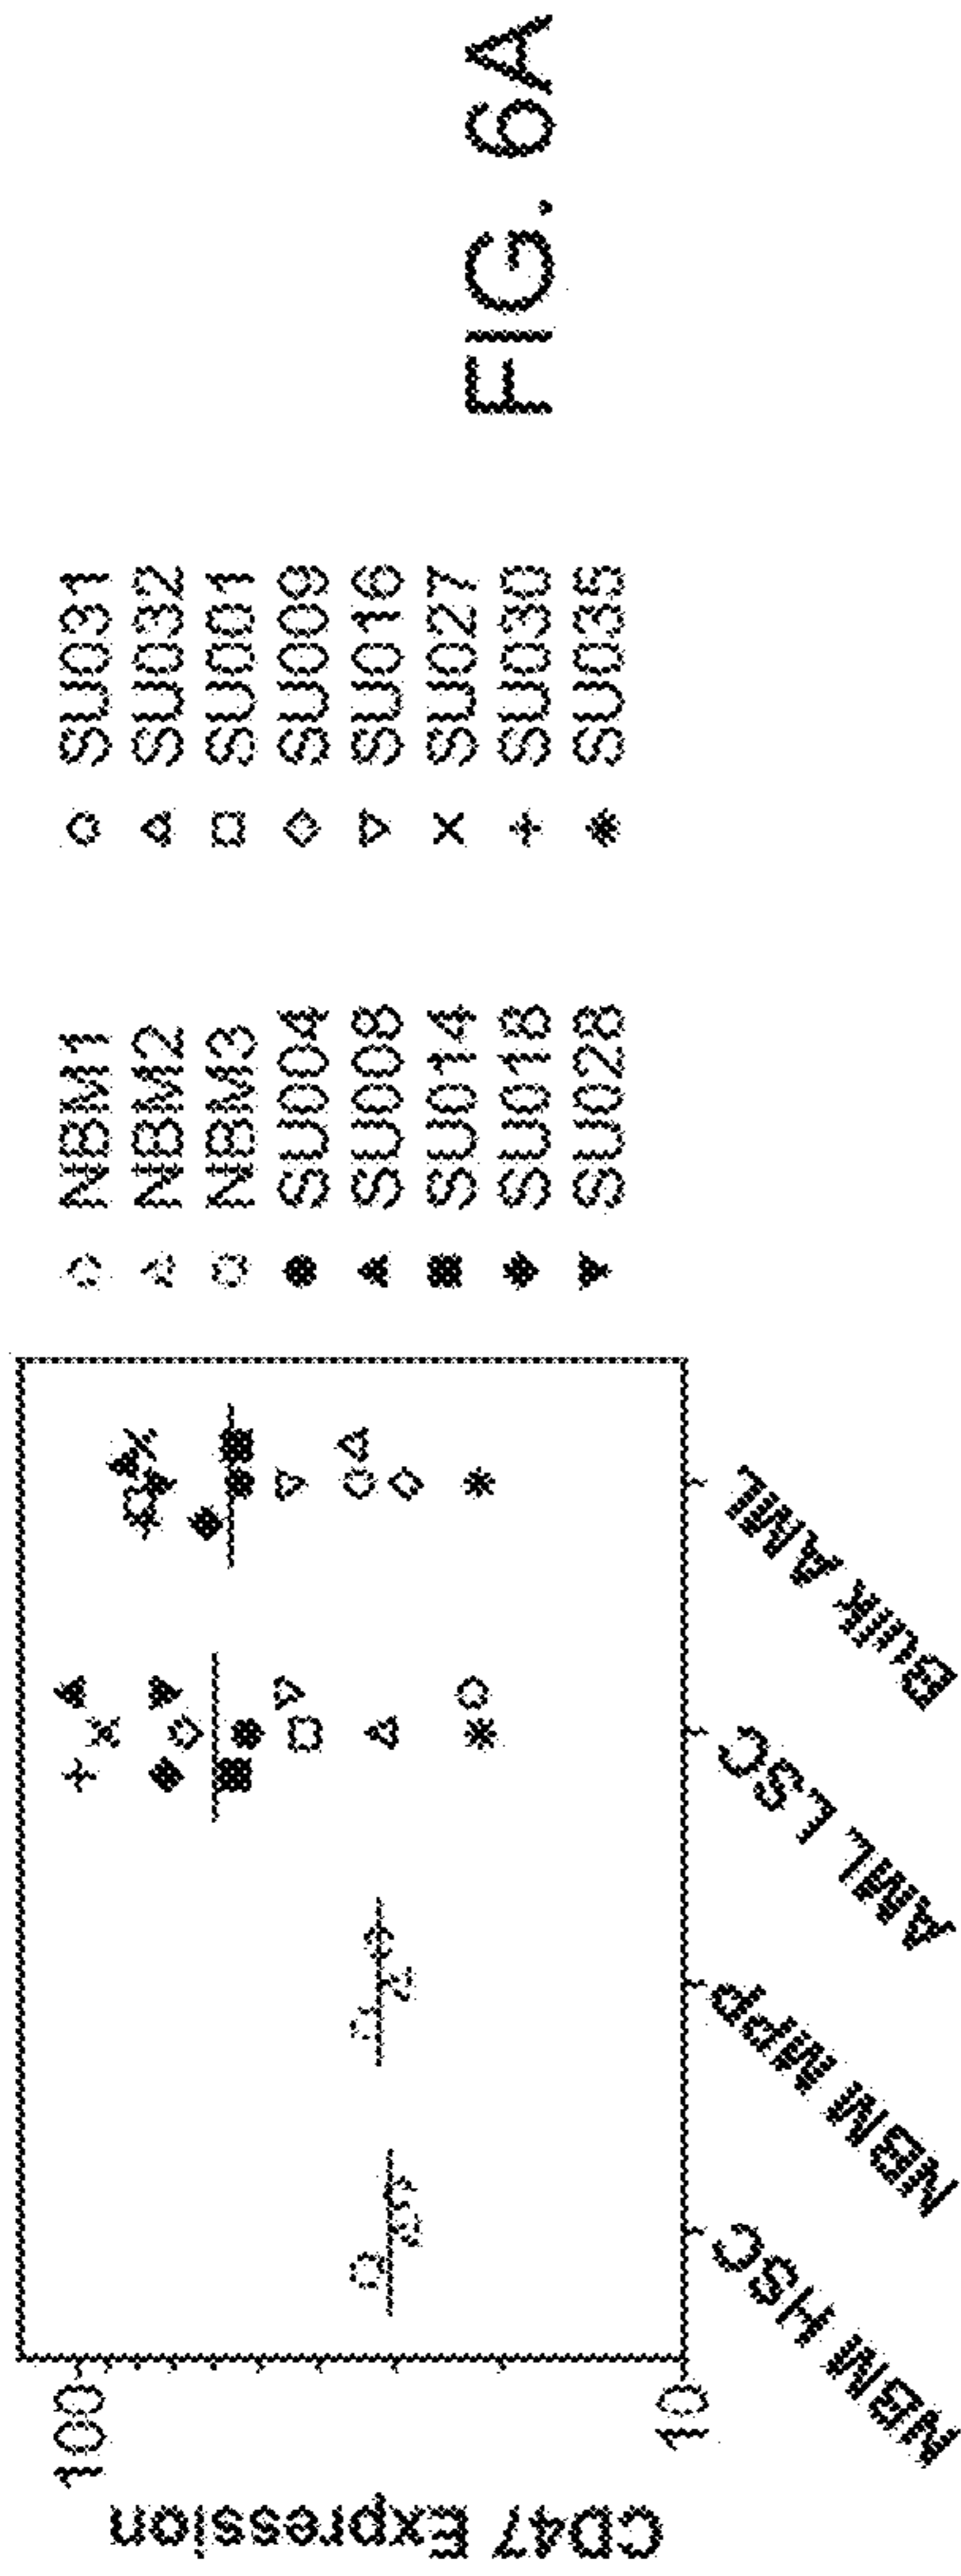 CD47 Expression
100
10
NBM HSC
NBM Mpp
AML LSC
Bulk AML
NBM1
NBM2
NBM3
SU004
SU008
SU014
SU018
SU028
SU031
SU032
SU001
SU009
SU016
SU027
SU030
SU035
FIG. 6A